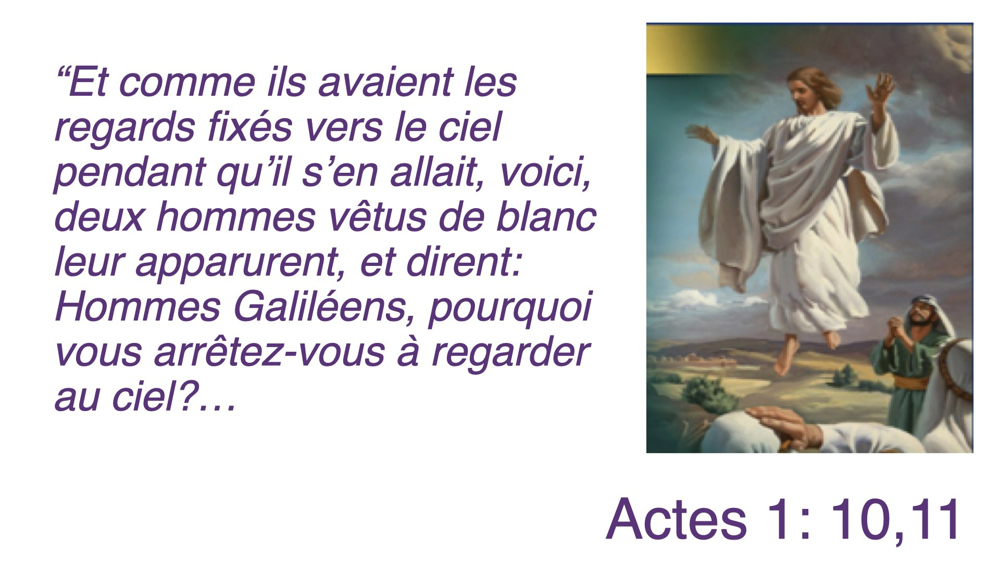 “Et comme ils avaient les
regards fixés vers le ciel
pendant qu’il s’en allait, voici,
deux hommes vêtus de blanc
leur apparurent, et dirent:
Hommes Galiléens, pourquoi
vous arrêtez-vous à regarder
au ciel?…
Actes 1: 10,11